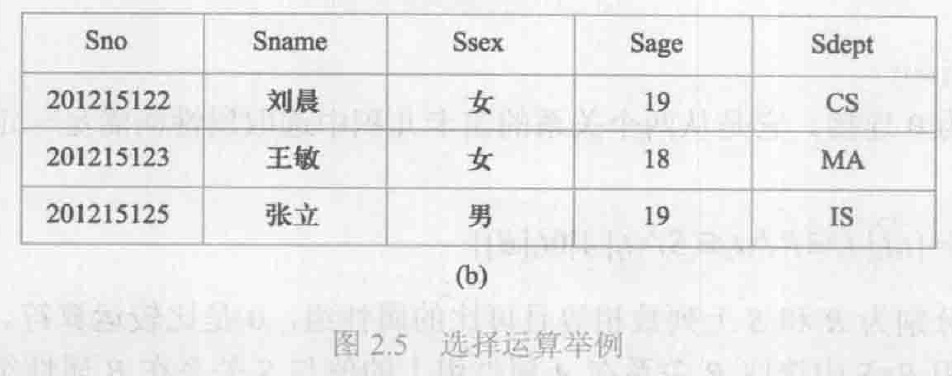 Sno Sname Ssex Sage Sdept
201215122 刘晨 女 19 CS
201215123 王敏 女 18 MA
201215125 张立 男 19 IS
(b)
图 2.5 选择运算举例